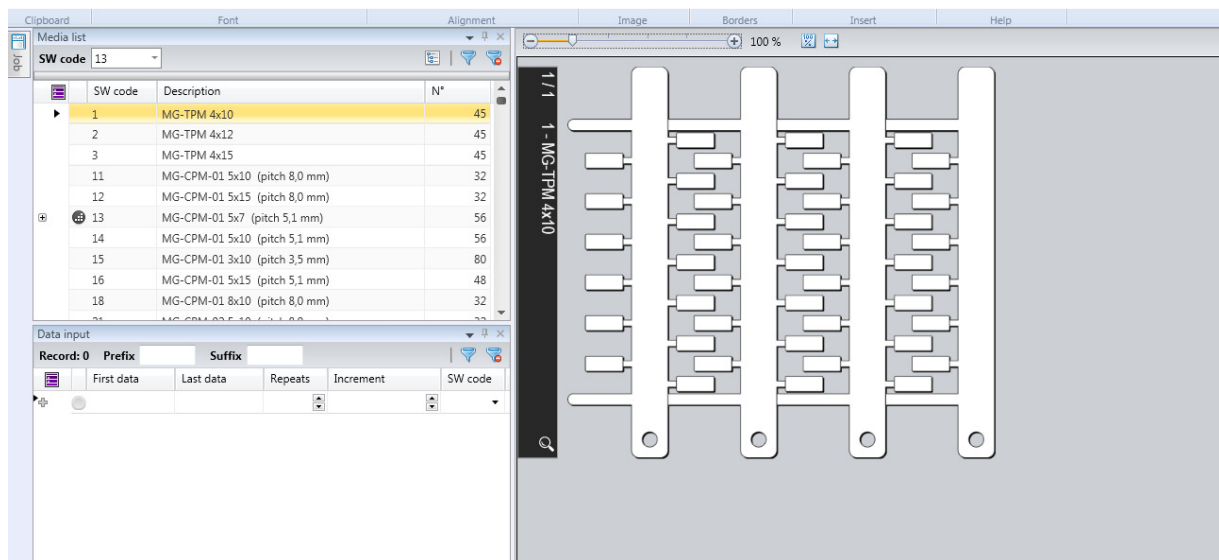 Clipboard Font Alignment Image Borders Insert Help
Media list
Job
SW code 13
100 %
SW code Description N°
1 MG-TPM 4x10 45
2 MG-TPM 4x12 45
3 MG-TPM 4x15 45
11 MG-CPM-01 5x10 (pitch 8,0 mm) 32
12 MG-CPM-01 5x15 (pitch 8,0 mm) 32
13 MG-CPM-01 5x7 (pitch 5,1 mm) 56
14 MG-CPM-01 5x10 (pitch 5,1 mm) 56
15 MG-CPM-01 3x10 (pitch 3,5 mm) 80
16 MG-CPM-01 5x15 (pitch 5,1 mm) 48
18 MG-CPM-01 8x10 (pitch 8,0 mm) 32
Data input
Record: 0 Prefix Suffix
First data Last data Repeats Increment SW code
1 / 1 1 - MG-TPM 4x10